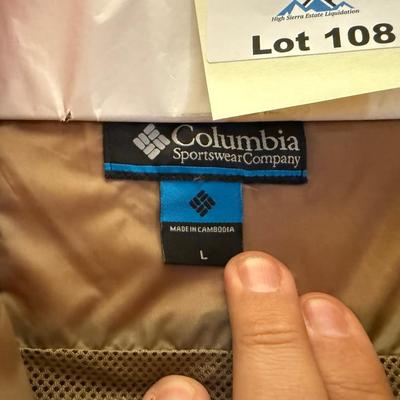 High Sierra Estate Liquidation
Lot 108
Columbia
Sportswear Company
MADE IN CAMBODIA
L